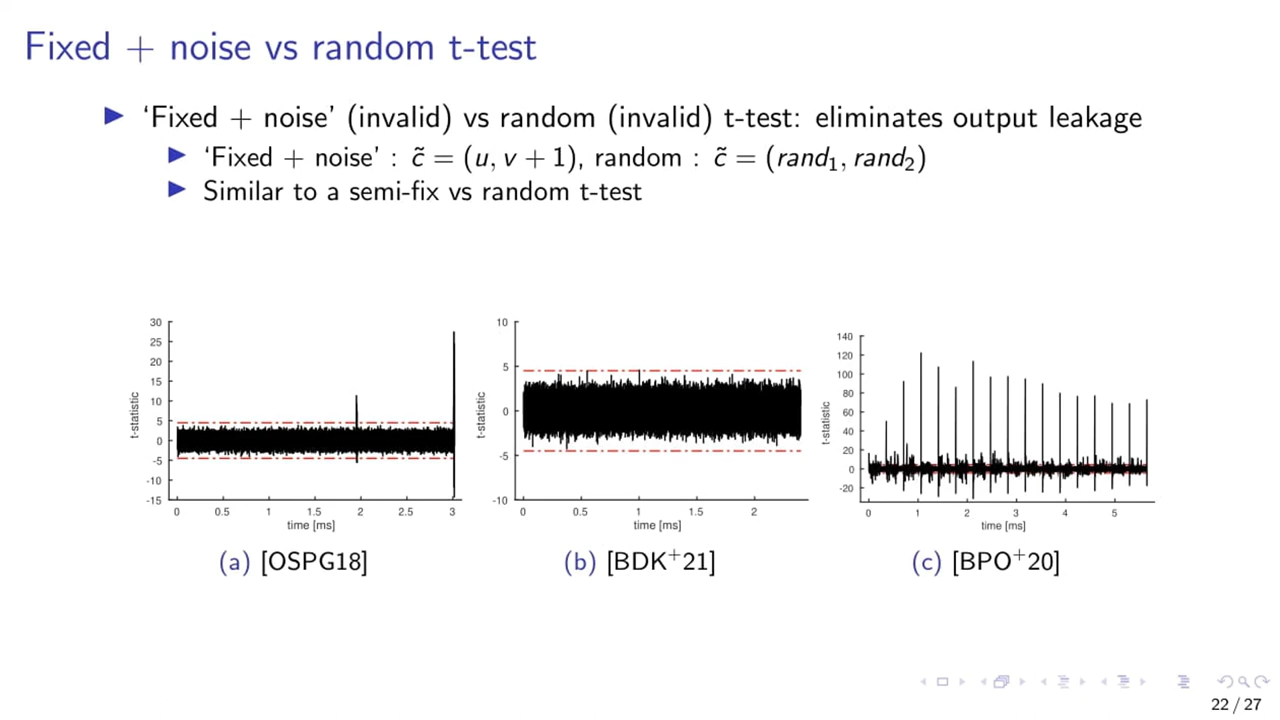 Fixed + noise vs random t-test
‘Fixed + noise’ (invalid) vs random (invalid) t-test: eliminates output leakage
‘Fixed + noise’ : c̃ = (u, v + 1), random : c̃ = (rand₁, rand₂)
Similar to a semi-fix vs random t-test
30
25
20
15
10
5
0
-5
-10
-15
t-statistic
0 0.5 1 1.5 2 2.5 3
time [ms]
(a) [OSPG18]
10
5
0
-5
-10
t-statistic
0 0.5 1 1.5 2
time [ms]
(b) [BDK⁺21]
140
120
100
80
60
40
20
0
-20
t-statistic
0 1 2 3 4 5
time [ms]
(c) [BPO⁺20]
22 / 27